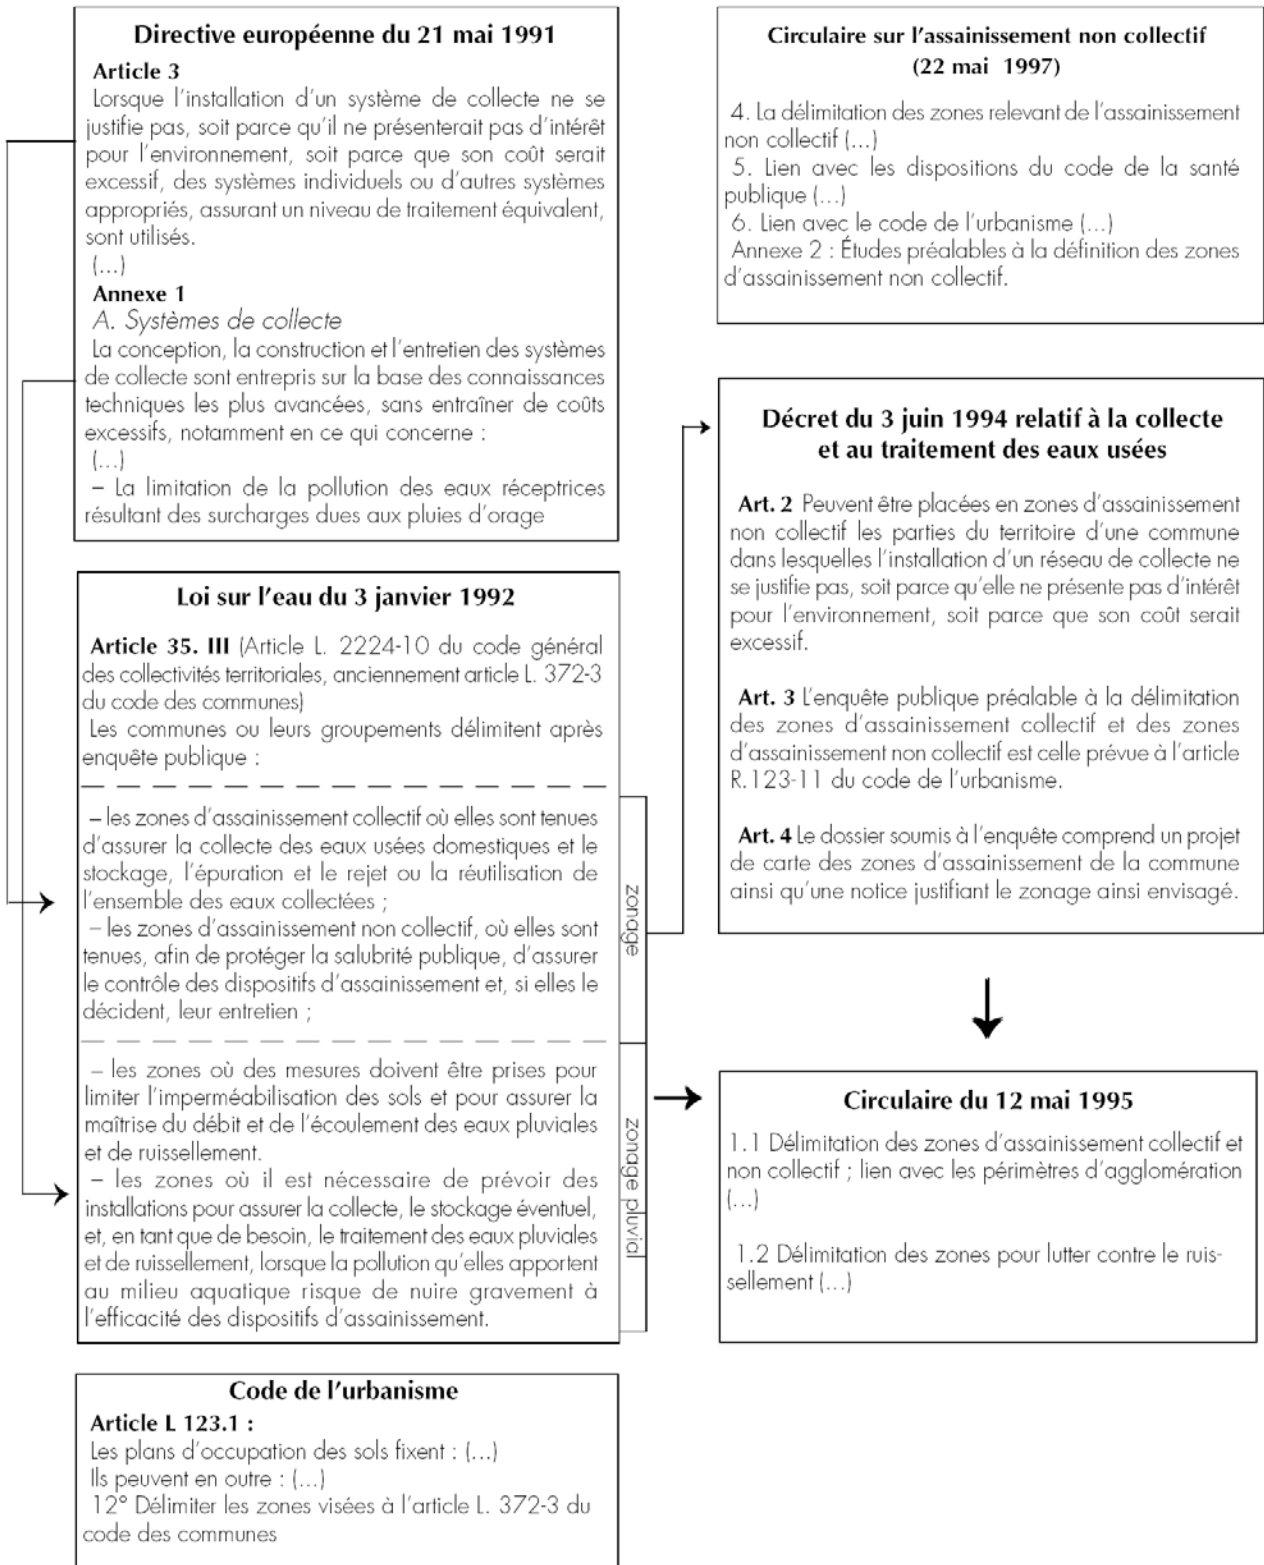 Directive européenne du 21 mai 1991
Article 3
Lorsque l'installation d'un système de collecte ne se
justifie pas, soit parce qu'il ne présenterait pas d'intérêt
pour l'environnement, soit parce que son coût serait
excessif, des systèmes individuels ou d'autres systèmes
appropriés, assurant un niveau de traitement équivalent,
sont utilisés.
(...)
Annexe 1
A. Systèmes de collecte
La conception, la construction et l'entretien des systèmes
de collecte sont entrepris sur la base des connaissances
techniques les plus avancées, sans entraîner de coûts
excessifs, notamment en ce qui concerne :
(...)
– La limitation de la pollution des eaux réceptrices
résultant des surcharges dues aux pluies d'orage
Loi sur l'eau du 3 janvier 1992
Article 35. III (Article L. 2224-10 du code général
des collectivités territoriales, anciennement article L. 372-3
du code des communes)
Les communes ou leurs groupements délimitent après
enquête publique :
– les zones d'assainissement collectif où elles sont tenues
d'assurer la collecte des eaux usées domestiques et le
stockage, l'épuration et le rejet ou la réutilisation de
l'ensemble des eaux collectées ;
– les zones d'assainissement non collectif, où elles sont
tenues, afin de protéger la salubrité publique, d'assurer
le contrôle des dispositifs d'assainissement et, si elles le
décident, leur entretien ;
zonage
– les zones où des mesures doivent être prises pour
limiter l'imperméabilisation des sols et pour assurer la
maîtrise du débit et de l'écoulement des eaux pluviales
et de ruissellement.
– les zones où il est nécessaire de prévoir des
installations pour assurer la collecte, le stockage éventuel,
et, en tant que de besoin, le traitement des eaux pluviales
et de ruissellement, lorsque la pollution qu'elles apportent
au milieu aquatique risque de nuire gravement à
l'efficacité des dispositifs d'assainissement.
zonage pluvial
Code de l'urbanisme
Article L 123.1 :
Les plans d'occupation des sols fixent : (...)
Ils peuvent en outre : (...)
12° Délimiter les zones visées à l'article L. 372-3 du
code des communes
Circulaire sur l'assainissement non collectif
(22 mai 1997)
4. La délimitation des zones relevant de l'assainissement
non collectif (...)
5. Lien avec les dispositions du code de la santé
publique (...)
6. Lien avec le code de l'urbanisme (...)
Annexe 2 : Études préalables à la définition des zones
d'assainissement non collectif.
Décret du 3 juin 1994 relatif à la collecte
et au traitement des eaux usées
Art. 2 Peuvent être placées en zones d'assainissement
non collectif les parties du territoire d'une commune
dans lesquelles l'installation d'un réseau de collecte ne
se justifie pas, soit parce qu'elle ne présente pas d'intérêt
pour l'environnement, soit parce que son coût serait
excessif.
Art. 3 L'enquête publique préalable à la délimitation
des zones d'assainissement collectif et des zones
d'assainissement non collectif est celle prévue à l'article
R.123-11 du code de l'urbanisme.
Art. 4 Le dossier soumis à l'enquête comprend un projet
de carte des zones d'assainissement de la commune
ainsi qu'une notice justifiant le zonage ainsi envisagé.
Circulaire du 12 mai 1995
1.1 Délimitation des zones d'assainissement collectif et
non collectif ; lien avec les périmètres d'agglomération
(...)
1.2 Délimitation des zones pour lutter contre le ruis-
sellement (...)